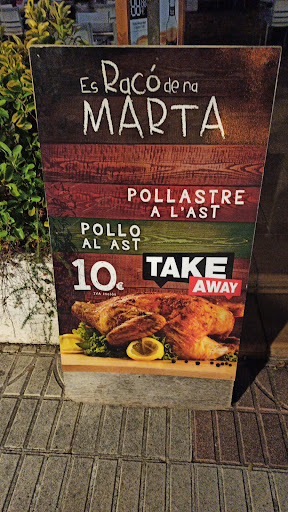 Es Racó de na
MARTA
POLLASTRE
A L'AST
POLLO
AL AST
10€
TAKE
AWAY